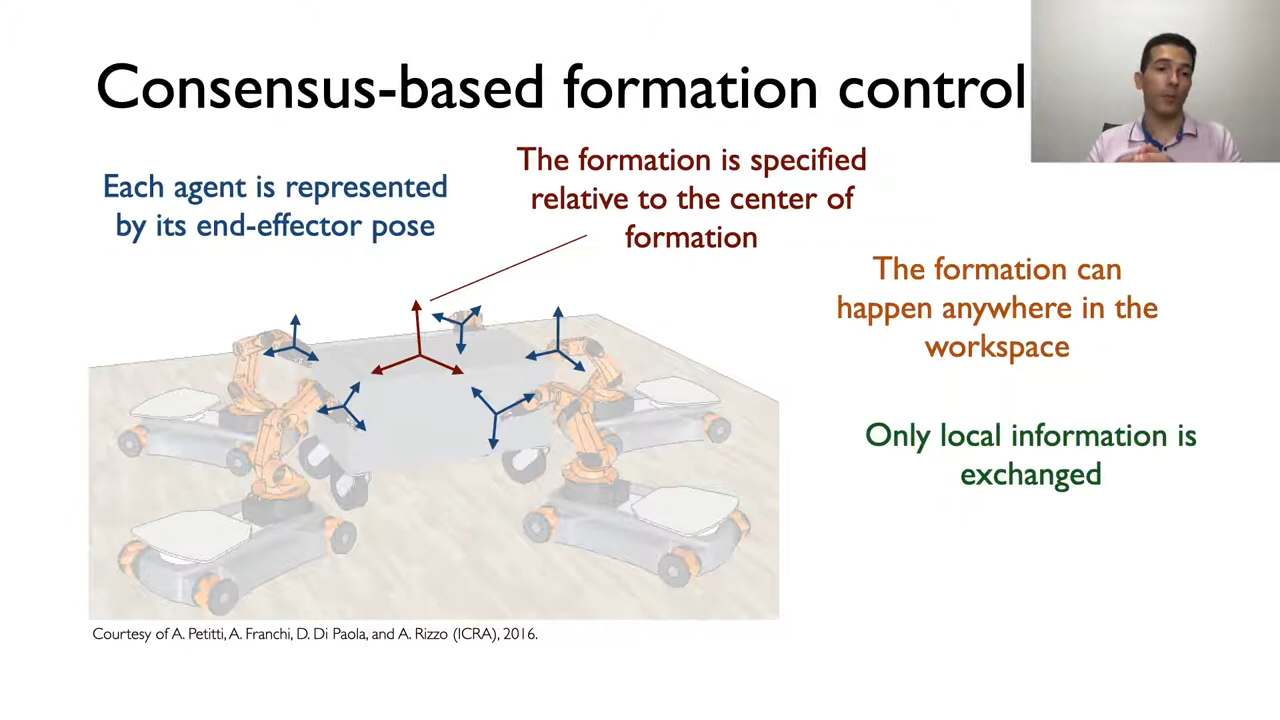 Consensus-based formation control
Each agent is represented
by its end-effector pose
The formation is specified
relative to the center of
formation
The formation can
happen anywhere in the
workspace
Only local information is
exchanged
Courtesy of A. Petitti, A. Franchi, D. Di Paola, and A. Rizzo (ICRA), 2016.